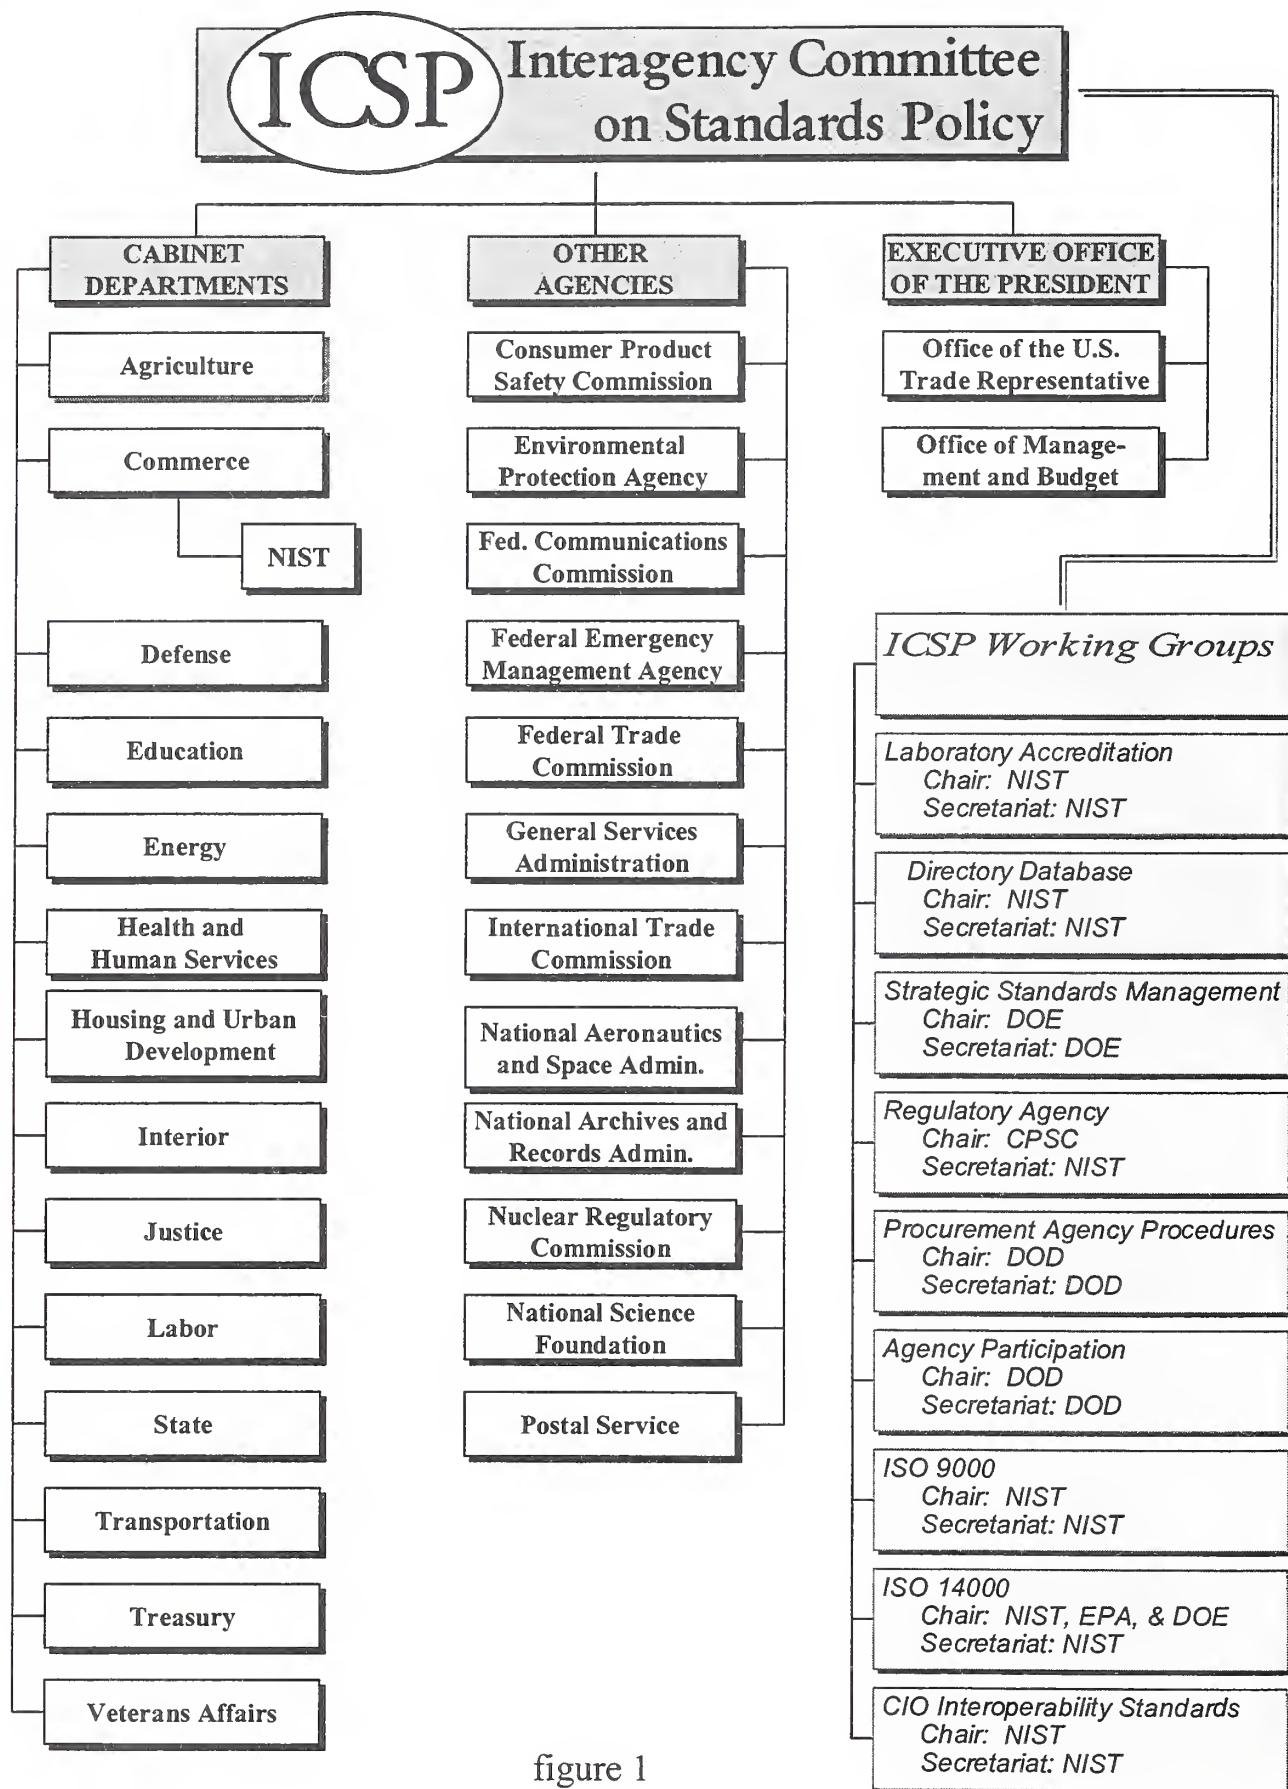 ICSP
Interagency Committee
on Standards Policy
CABINET
DEPARTMENTS
Agriculture
Commerce
NIST
Defense
Education
Energy
Health and
Human Services
Housing and Urban
Development
Interior
Justice
Labor
State
Transportation
Treasury
Veterans Affairs
OTHER
AGENCIES
Consumer Product
Safety Commission
Environmental
Protection Agency
Fed. Communications
Commission
Federal Emergency
Management Agency
Federal Trade
Commission
General Services
Administration
International Trade
Commission
National Aeronautics
and Space Admin.
National Archives and
Records Admin.
Nuclear Regulatory
Commission
National Science
Foundation
Postal Service
EXECUTIVE OFFICE
OF THE PRESIDENT
Office of the U.S.
Trade Representative
Office of Manage-
ment and Budget
ICSP Working Groups
Laboratory Accreditation
Chair: NIST
Secretariat: NIST
Directory Database
Chair: NIST
Secretariat: NIST
Strategic Standards Management
Chair: DOE
Secretariat: DOE
Regulatory Agency
Chair: CPSC
Secretariat: NIST
Procurement Agency Procedures
Chair: DOD
Secretariat: DOD
Agency Participation
Chair: DOD
Secretariat: DOD
ISO 9000
Chair: NIST
Secretariat: NIST
ISO 14000
Chair: NIST, EPA, & DOE
Secretariat: NIST
CIO Interoperability Standards
Chair: NIST
Secretariat: NIST
figure 1